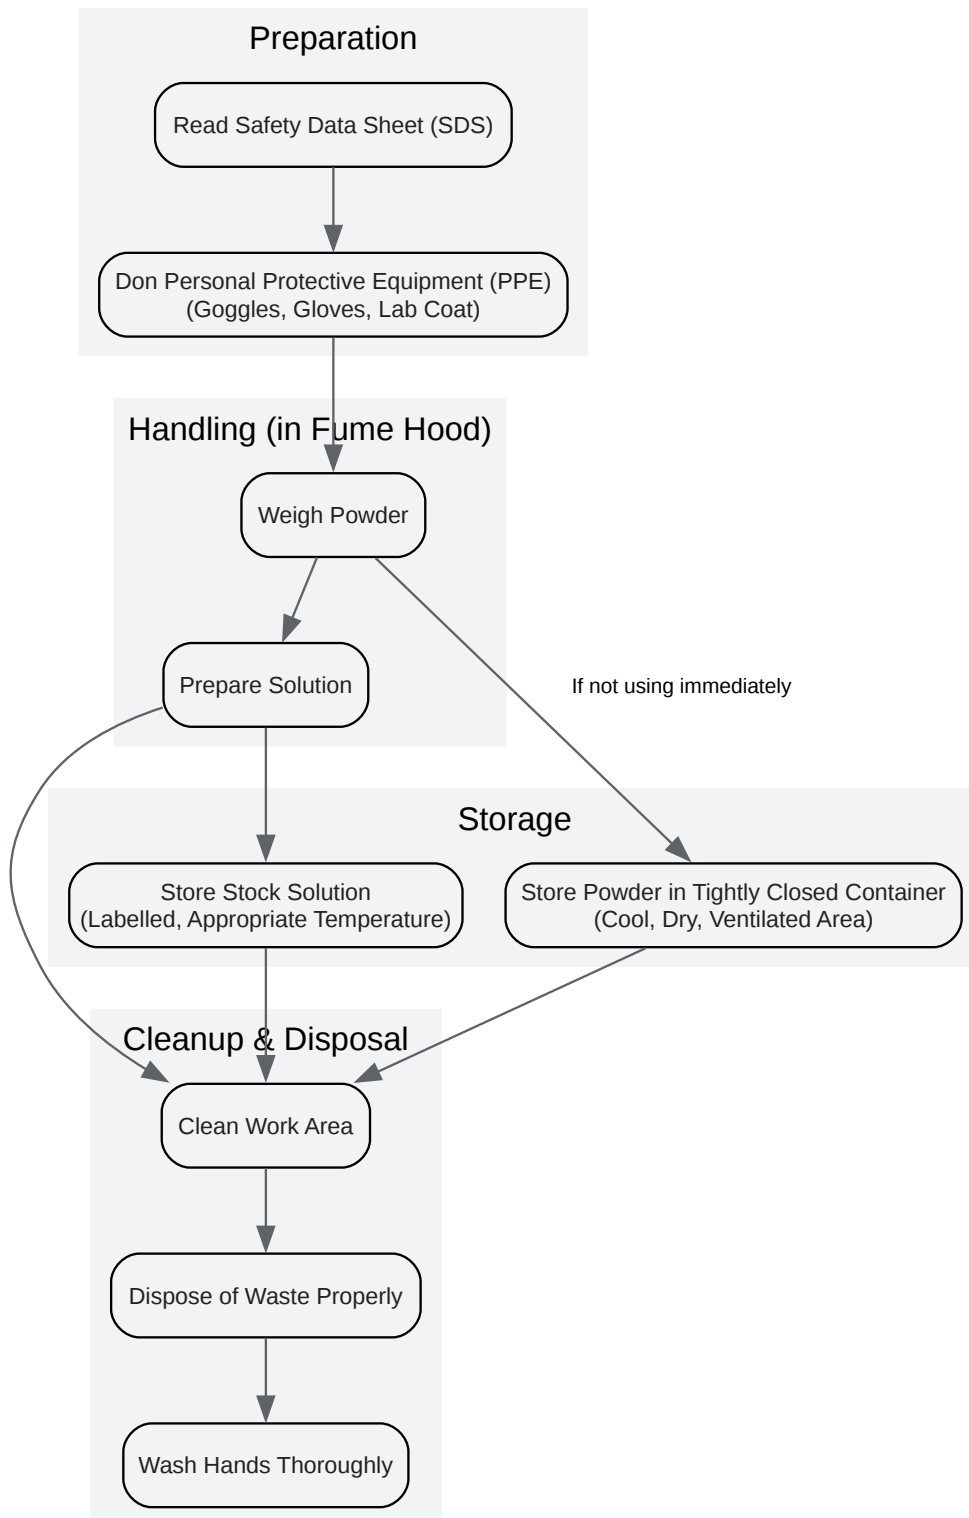 Preparation
Read Safety Data Sheet (SDS)
Don Personal Protective Equipment (PPE)
(Goggles, Gloves, Lab Coat)
Handling (in Fume Hood)
Weigh Powder
Prepare Solution
If not using immediately
Storage
Store Stock Solution
(Labelled, Appropriate Temperature)
Store Powder in Tightly Closed Container
(Cool, Dry, Ventilated Area)
Cleanup & Disposal
Clean Work Area
Dispose of Waste Properly
Wash Hands Thoroughly